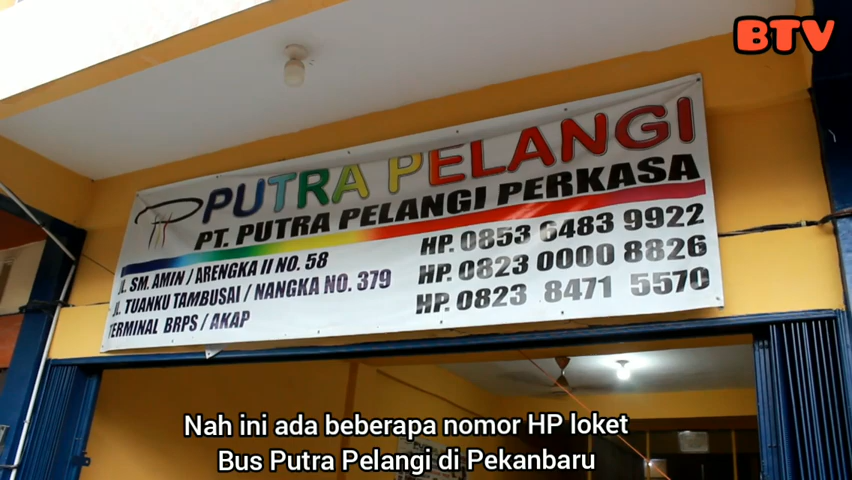 BTV
PUTRA PELANGI
PT. PUTRA PELANGI PERKASA
JL. SM. AMIN / ARENGKA II NO. 58
JL. TUANKU TAMBUSAI / NANGKA NO. 379
TERMINAL BRPS / AKAP
HP. 0853 6483 9922
HP. 0823 0000 8826
HP. 0823 8471 5570
Nah ini ada beberapa nomor HP loket
Bus Putra Pelangi di Pekanbaru